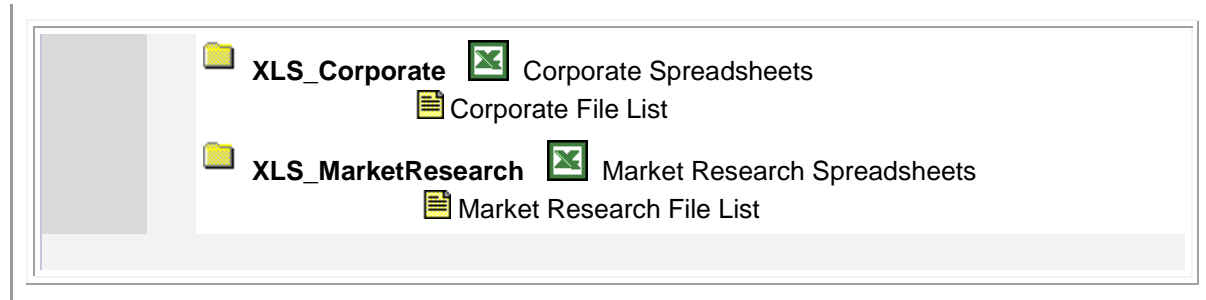 XLS_Corporate Corporate Spreadsheets
Corporate File List
XLS_MarketResearch Market Research Spreadsheets
Market Research File List